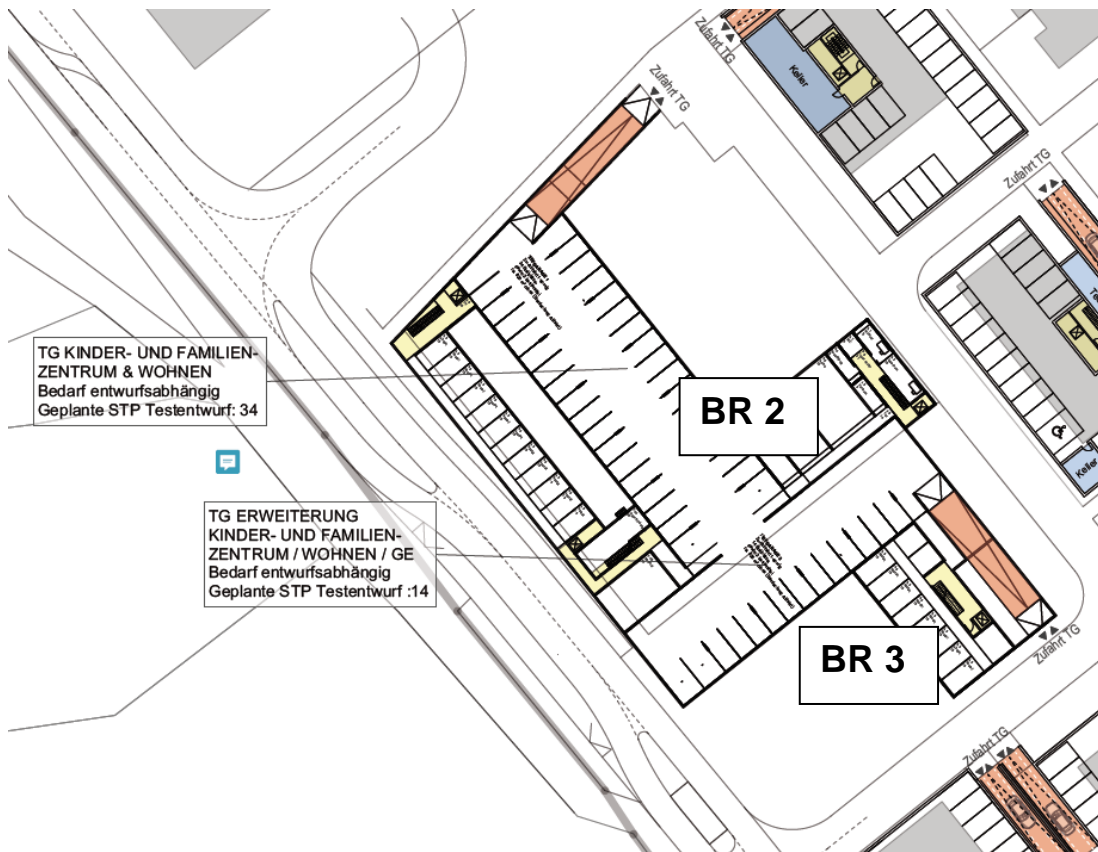 Zufahrt TG
Keller
Zufahrt TG
Zufahrt TG
TG KINDER- UND FAMILIEN-
ZENTRUM & WOHNEN
Bedarf entwurfsabhängig
Geplante STP Testentwurf: 34
BR 2
Keller
TG ERWEITERUNG
KINDER- UND FAMILIEN-
ZENTRUM / WOHNEN / GE
Bedarf entwurfsabhängig
Geplante STP Testentwurf :14
BR 3
Zufahrt TG
Zufahrt TG